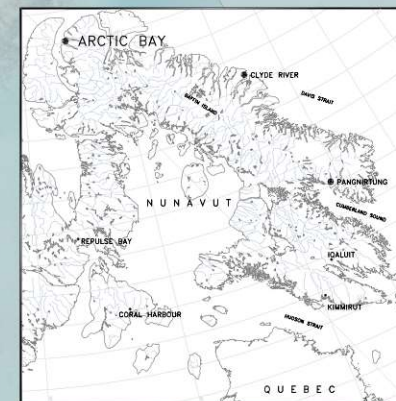 ARCTIC BAY
CLYDE RIVER
DAVIS STRAIT
BAFFIN ISLAND
PANGNIRTUNG
NUNAVUT
CUMBERLAND SOUND
REPULSE BAY
IQALUIT
KIMMIRUT
CORAL HARBOUR
HUDSON STRAIT
QUEBEC